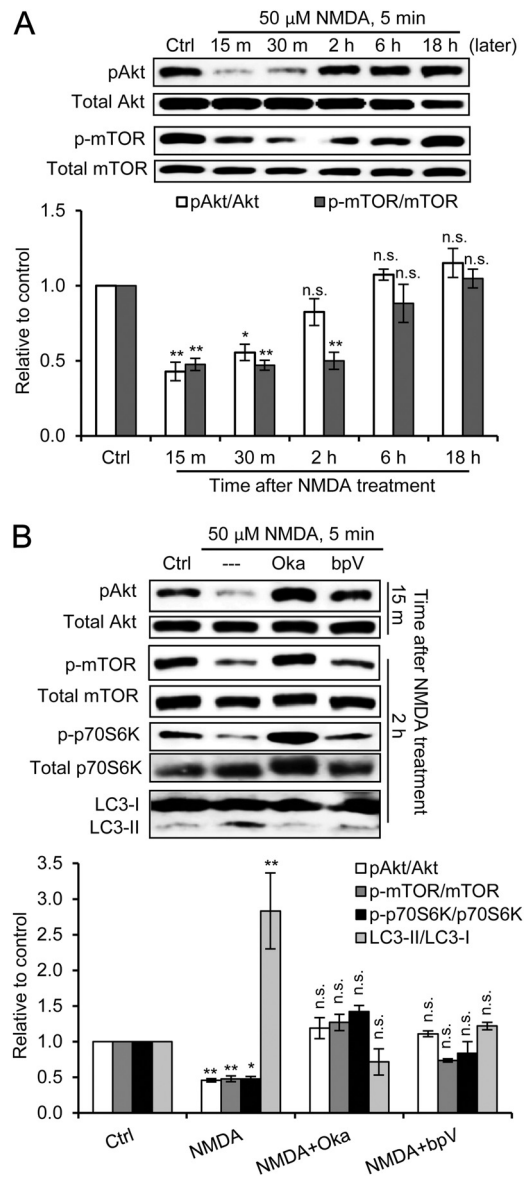 A
50 µM NMDA, 5 min
Ctrl 15 m 30 m 2 h 6 h 18 h (later)
pAkt
Total Akt
p-mTOR
Total mTOR
pAkt/Akt p-mTOR/mTOR
Relative to control
1.5
1.0
0.5
0.0
** ** * ** n.s. ** n.s. n.s. n.s. n.s.
Ctrl 15 m 30 m 2 h 6 h 18 h
Time after NMDA treatment
B
50 µM NMDA, 5 min
Ctrl --- Oka bpV
pAkt
Total Akt
15 m
p-mTOR
Total mTOR
p-p70S6K
Total p70S6K
LC3-I
LC3-II
2 h
Time after NMDA treatment
pAkt/Akt
p-mTOR/mTOR
p-p70S6K/p70S6K
LC3-II/LC3-I
Relative to control
3.5
3.0
2.5
2.0
1.5
1.0
0.5
0.0
** ** * ** n.s. n.s. n.s. n.s. n.s. n.s. n.s. n.s.
Ctrl NMDA NMDA+Oka NMDA+bpV